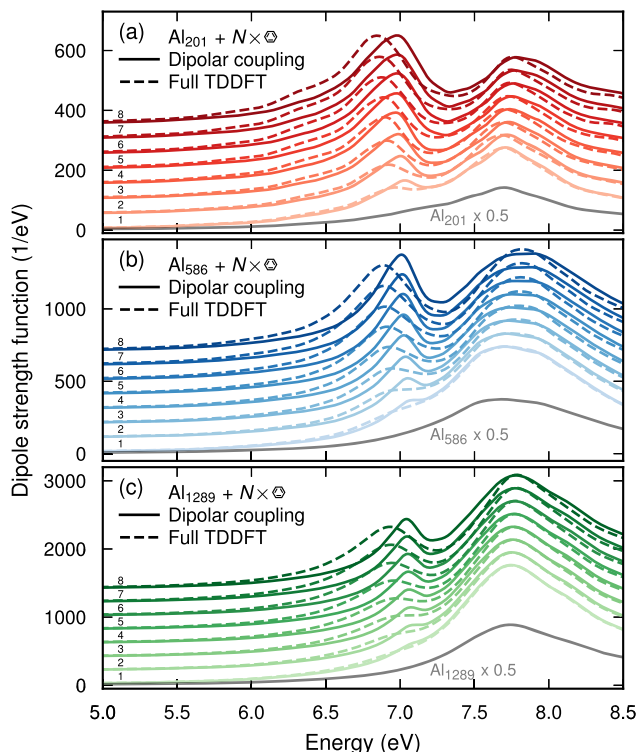 Dipole strength function (1/eV)
(a)
Al201 + N×⌬
Dipolar coupling
Full TDDFT
600
400
200
0
8
7
6
5
4
3
2
1
Al201 x 0.5
(b)
Al586 + N×⌬
Dipolar coupling
Full TDDFT
1000
500
0
8
7
6
5
4
3
2
1
Al586 x 0.5
(c)
Al1289 + N×⌬
Dipolar coupling
Full TDDFT
3000
2000
1000
0
8
7
6
5
4
3
2
1
Al1289 x 0.5
5.0 5.5 6.0 6.5 7.0 7.5 8.0 8.5
Energy (eV)